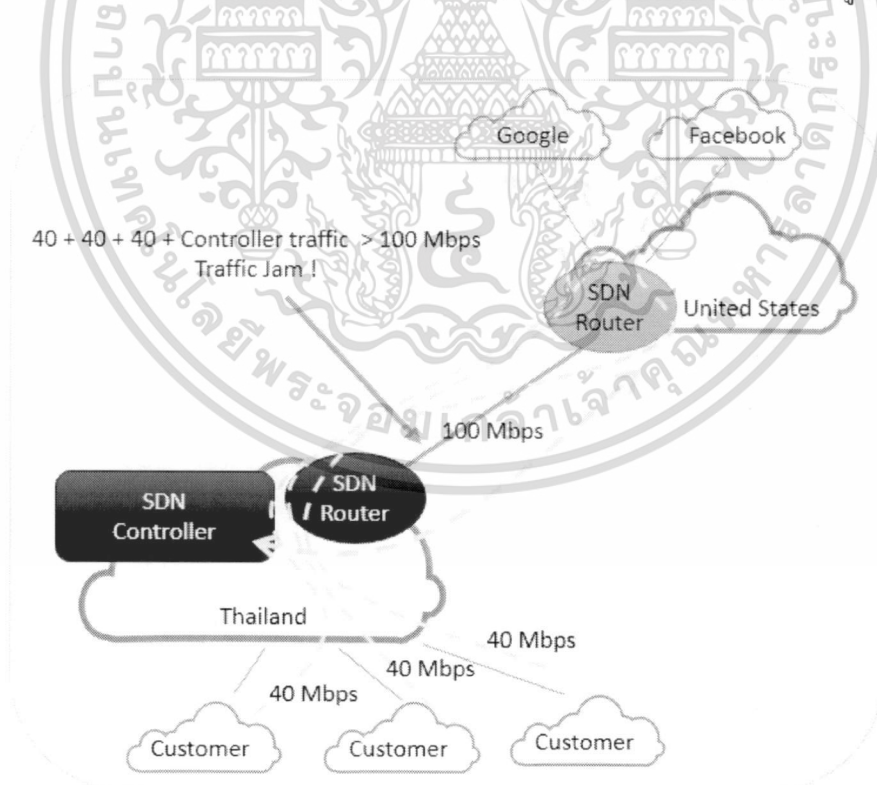 Google
Facebook
40 + 40 + 40 + Controller traffic > 100 Mbps
Traffic Jam !
SDN
Router
United States
100 Mbps
SDN
Controller
SDN
Router
Thailand
40 Mbps
40 Mbps
40 Mbps
Customer
Customer
Customer